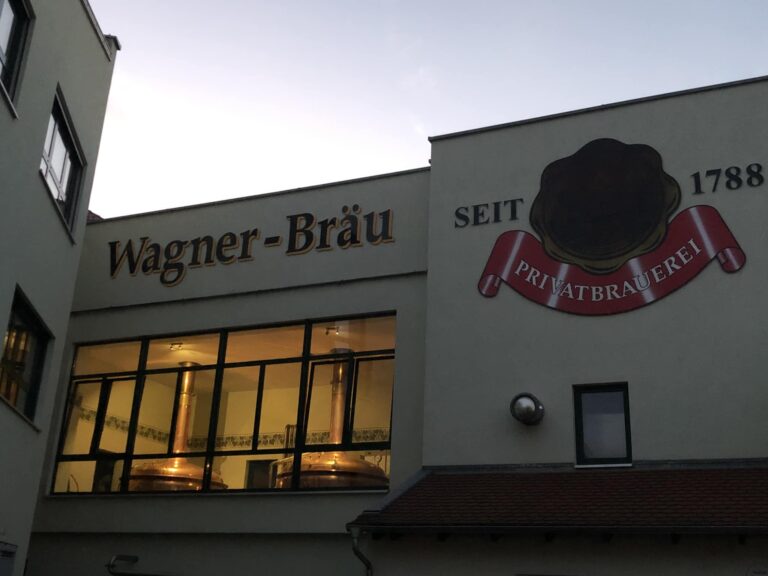 Wagner-Bräu
SEIT 1788
PRIVATBRAUEREI